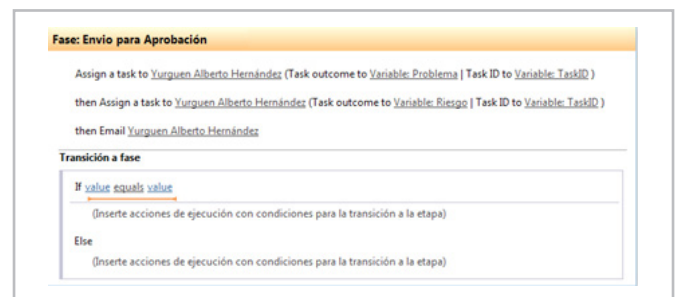 Fase: Envio para Aprobación
Assign a task to Yurguen Alberto Hernández (Task outcome to Variable: Problema | Task ID to Variable: TaskID )
then Assign a task to Yurguen Alberto Hernández (Task outcome to Variable: Riesgo | Task ID to Variable: TaskID )
then Email Yurguen Alberto Hernández
Transición a fase
If value equals value
(Inserte acciones de ejecución con condiciones para la transición a la etapa)
Else
(Inserte acciones de ejecución con condiciones para la transición a la etapa)